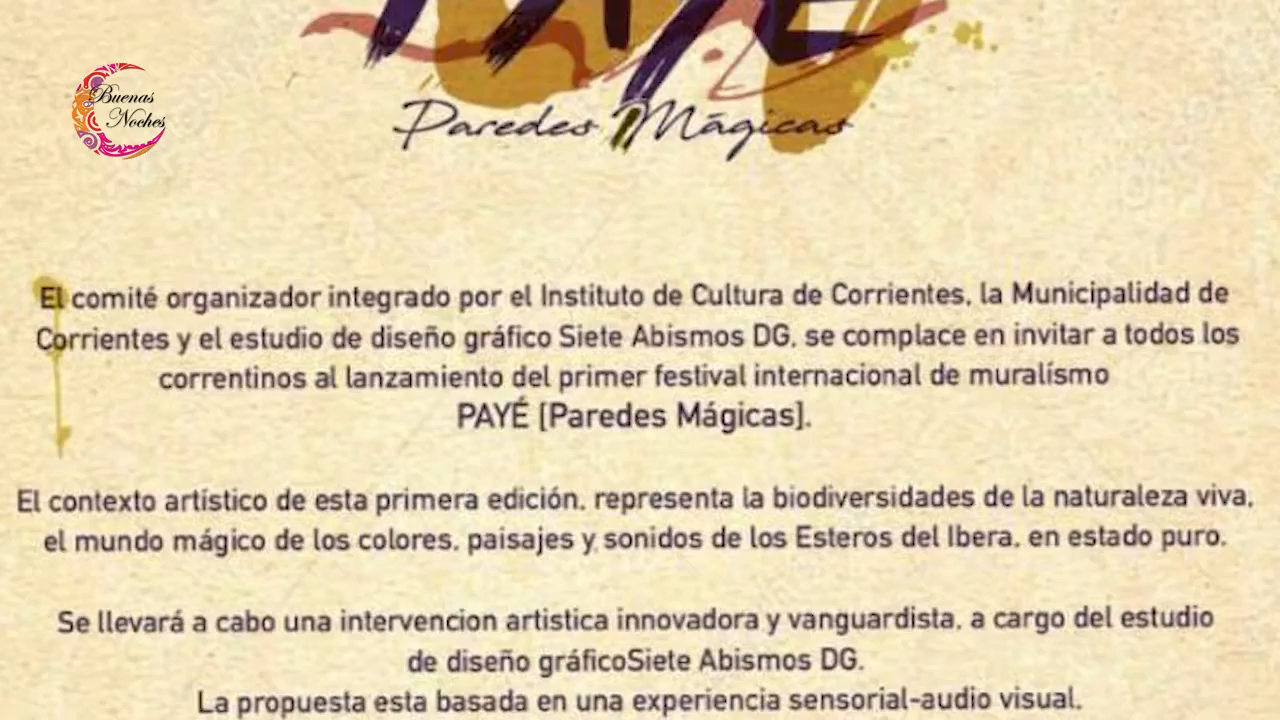 PAYÉ
Paredes Mágicas
Buenas
Noches
El comité organizador integrado por el Instituto de Cultura de Corrientes, la Municipalidad de
Corrientes y el estudio de diseño gráfico Siete Abismos DG, se complace en invitar a todos los
correntinos al lanzamiento del primer festival internacional de muralismo
PAYÉ [Paredes Mágicas].
El contexto artístico de esta primera edición, representa la biodiversidades de la naturaleza viva,
el mundo mágico de los colores, paisajes y sonidos de los Esteros del Ibera, en estado puro.
Se llevará a cabo una intervencion artistica innovadora y vanguardista, a cargo del estudio
de diseño gráficoSiete Abismos DG.
La propuesta esta basada en una experiencia sensorial-audio visual.